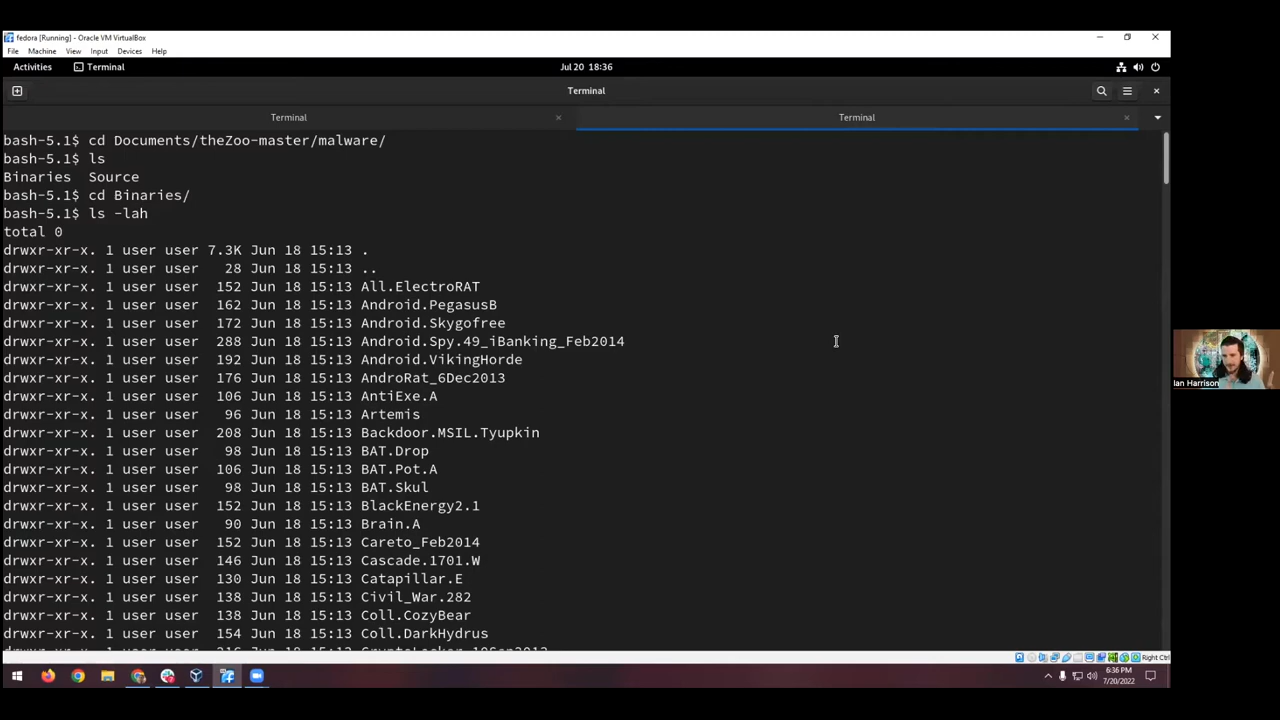 fedora [Running] - Oracle VM VirtualBox
File Machine View Input Devices Help
Activities Terminal Jul 20 18:36
Terminal
Terminal Terminal
bash-5.1$ cd Documents/theZoo-master/malware/
bash-5.1$ ls
Binaries Source
bash-5.1$ cd Binaries/
bash-5.1$ ls -lah
total 0
drwxr-xr-x. 1 user user 7.3K Jun 18 15:13 .
drwxr-xr-x. 1 user user 28 Jun 18 15:13 ..
drwxr-xr-x. 1 user user 152 Jun 18 15:13 All.ElectroRAT
drwxr-xr-x. 1 user user 162 Jun 18 15:13 Android.PegasusB
drwxr-xr-x. 1 user user 172 Jun 18 15:13 Android.Skygofree
drwxr-xr-x. 1 user user 288 Jun 18 15:13 Android.Spy.49_iBanking_Feb2014
drwxr-xr-x. 1 user user 192 Jun 18 15:13 Android.VikingHorde
drwxr-xr-x. 1 user user 176 Jun 18 15:13 AndroRat_6Dec2013
drwxr-xr-x. 1 user user 106 Jun 18 15:13 AntiExe.A
drwxr-xr-x. 1 user user 96 Jun 18 15:13 Artemis
drwxr-xr-x. 1 user user 208 Jun 18 15:13 Backdoor.MSIL.Tyupkin
drwxr-xr-x. 1 user user 98 Jun 18 15:13 BAT.Drop
drwxr-xr-x. 1 user user 106 Jun 18 15:13 BAT.Pot.A
drwxr-xr-x. 1 user user 98 Jun 18 15:13 BAT.Skul
drwxr-xr-x. 1 user user 152 Jun 18 15:13 BlackEnergy2.1
drwxr-xr-x. 1 user user 90 Jun 18 15:13 Brain.A
drwxr-xr-x. 1 user user 152 Jun 18 15:13 Careto_Feb2014
drwxr-xr-x. 1 user user 146 Jun 18 15:13 Cascade.1701.W
drwxr-xr-x. 1 user user 130 Jun 18 15:13 Catapillar.E
drwxr-xr-x. 1 user user 138 Jun 18 15:13 Civil_War.282
drwxr-xr-x. 1 user user 138 Jun 18 15:13 Coll.CozyBear
drwxr-xr-x. 1 user user 154 Jun 18 15:13 Coll.DarkHydrus
Ian Harrison
Right Ctrl
6:36 PM
7/20/2022